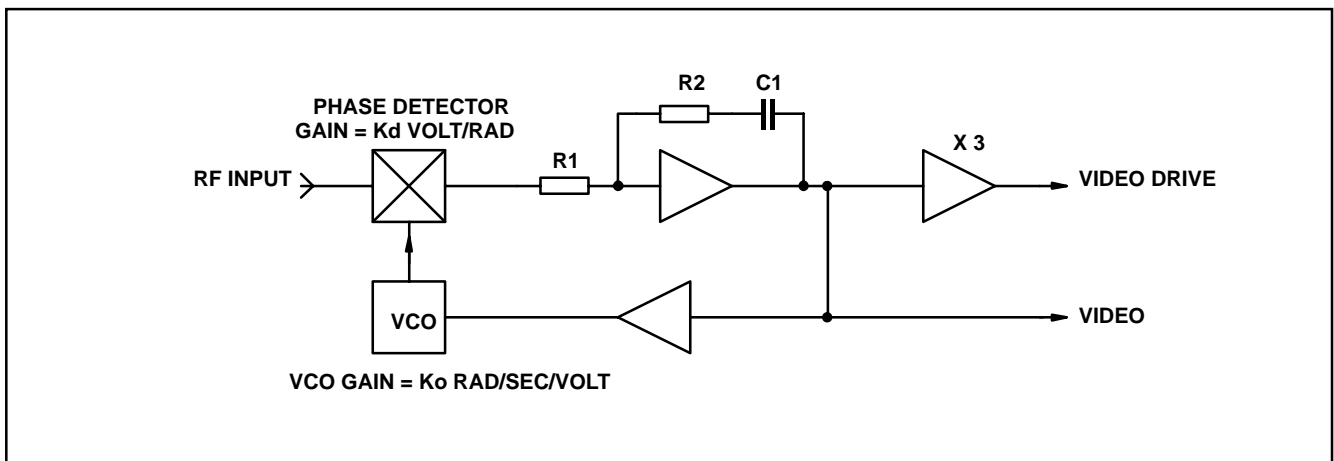 R2
C1
PHASE DETECTOR
GAIN = Kd VOLT/RAD
X 3
R1
RF INPUT
VIDEO DRIVE
VCO
VIDEO
VCO GAIN = Ko RAD/SEC/VOLT